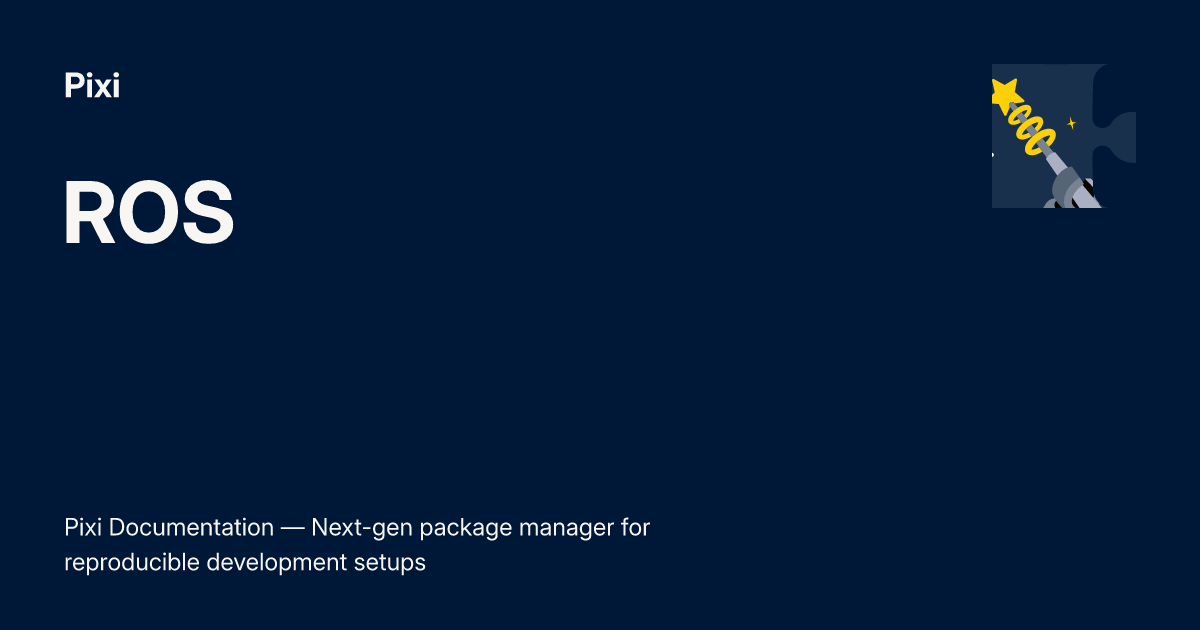 Pixi
ROS
Pixi Documentation — Next-gen package manager for
reproducible development setups